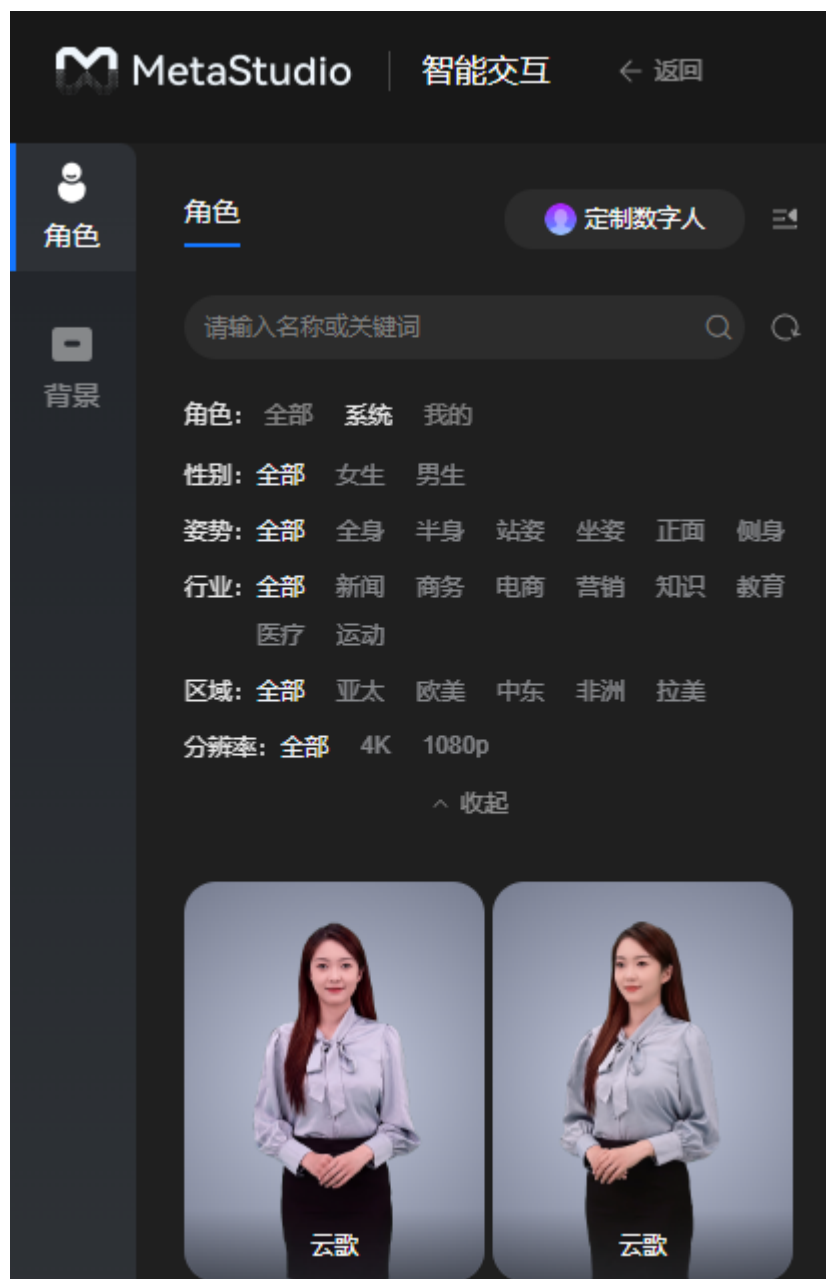 MetaStudio 智能交互 返回
角色
角色 定制数字人
请输入名称或关键词
背景
角色: 全部 系统 我的
性别: 全部 女生 男生
姿势: 全部 全身 半身 站姿 坐姿 正面 侧身
行业: 全部 新闻 商务 电商 营销 知识 教育
医疗 运动
区域: 全部 亚太 欧美 中东 非洲 拉美
分辨率: 全部 4K 1080p
收起
云歌 云歌